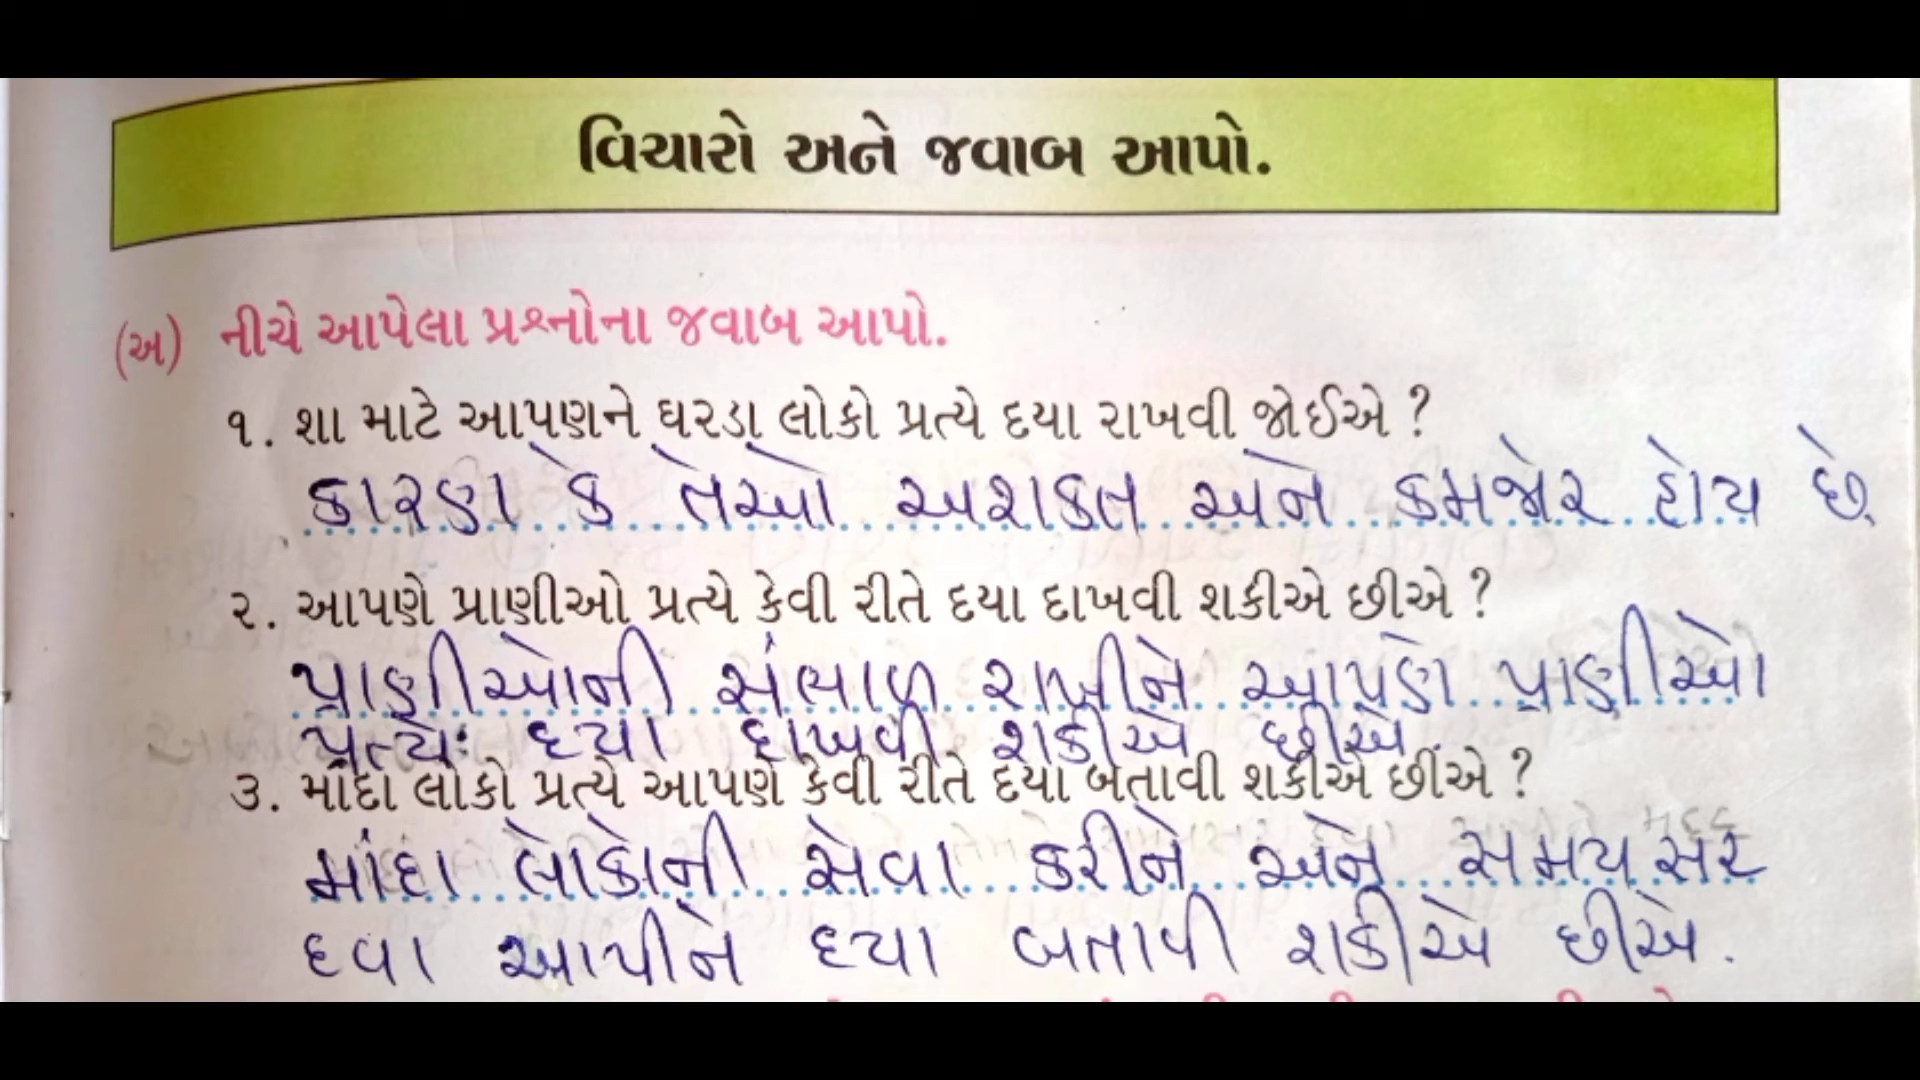 વિચારો અને જવાબ આપો.
(અ) નીચે આપેલા પ્રશ્નોના જવાબ આપો.
૧. શા માટે આપણને ઘરડા લોકો પ્રત્યે દયા રાખવી જોઈએ ?
કારણ કે તેઓ અશકત અને કમજોર હોય છે.
૨. આપણે પ્રાણીઓ પ્રત્યે કેવી રીતે દયા દાખવી શકીએ છીએ ?
પ્રાણીઓની સંભાળ રાખીને આપણે પ્રાણીઓ
પ્રત્યે દયા દાખવી શકીએ છીએ.
૩. માંદા લોકો પ્રત્યે આપણે કેવી રીતે દયા બતાવી શકીએ છીએ ?
માંદા લોકોની સેવા કરીને અને સમયસર
દવા આપીને દયા બતાવી શકીએ છીએ.